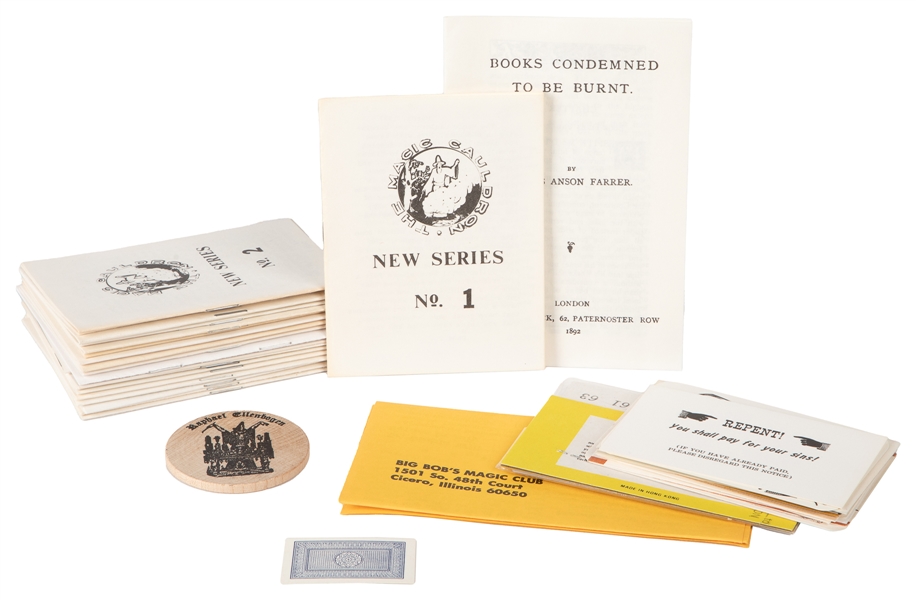 BOOKS CONDEMNED
TO BE BURNT.
BY
ANSON FARRER.
LONDON
62, PATERNOSTER ROW
1892
THE MAGIC CAULDRON
NEW SERIES
No. 1
NEW SERIES
No. 2
Raphael Ellenbogen
BIG BOB'S MAGIC CLUB
1501 So. 48th Court
Cicero, Illinois 60650
61 63
MADE IN HONG KONG
REPENT!
You shall pay for your sins!
(IF YOU HAVE ALREADY PAID,
PLEASE DISREGARD THIS NOTICE)